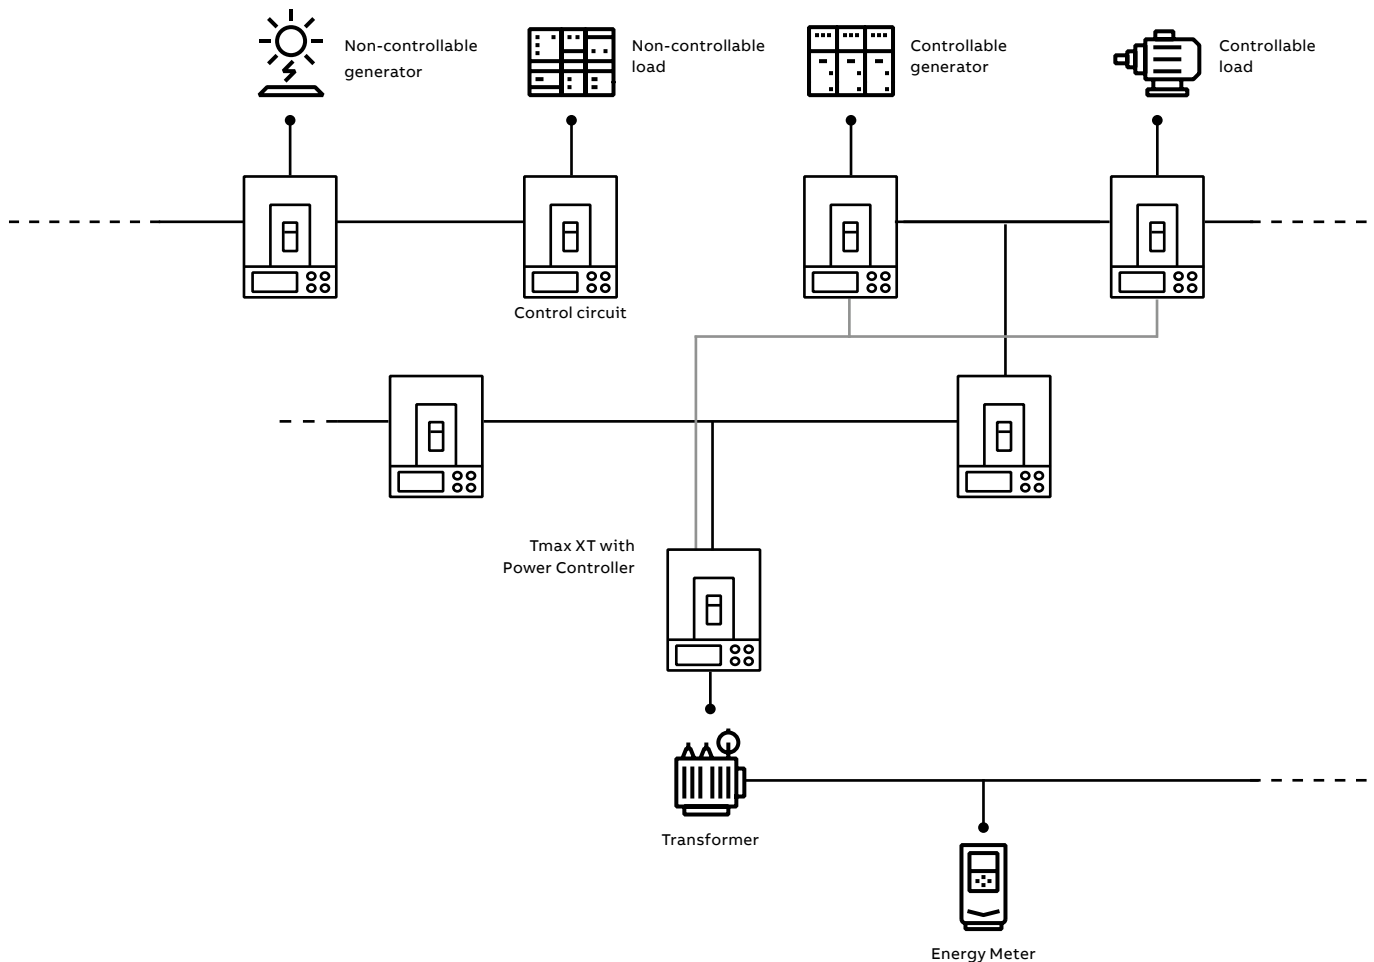 Non-controllable
generator
Non-controllable
load
Controllable
generator
Controllable
load
Control circuit
Tmax XT with
Power Controller
Transformer
Energy Meter